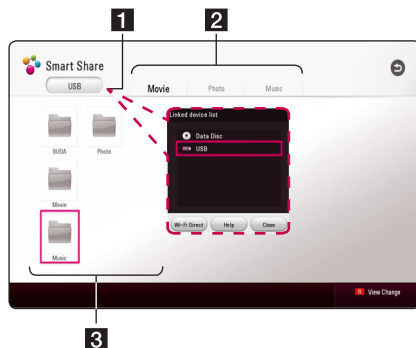 1 2
Smart Share
USB
Movie Photo Music
Linked device list
Data Disc
USB
BUDA Photo
Movie
Music
Wi-Fi Direct Help Close
R View Change
3